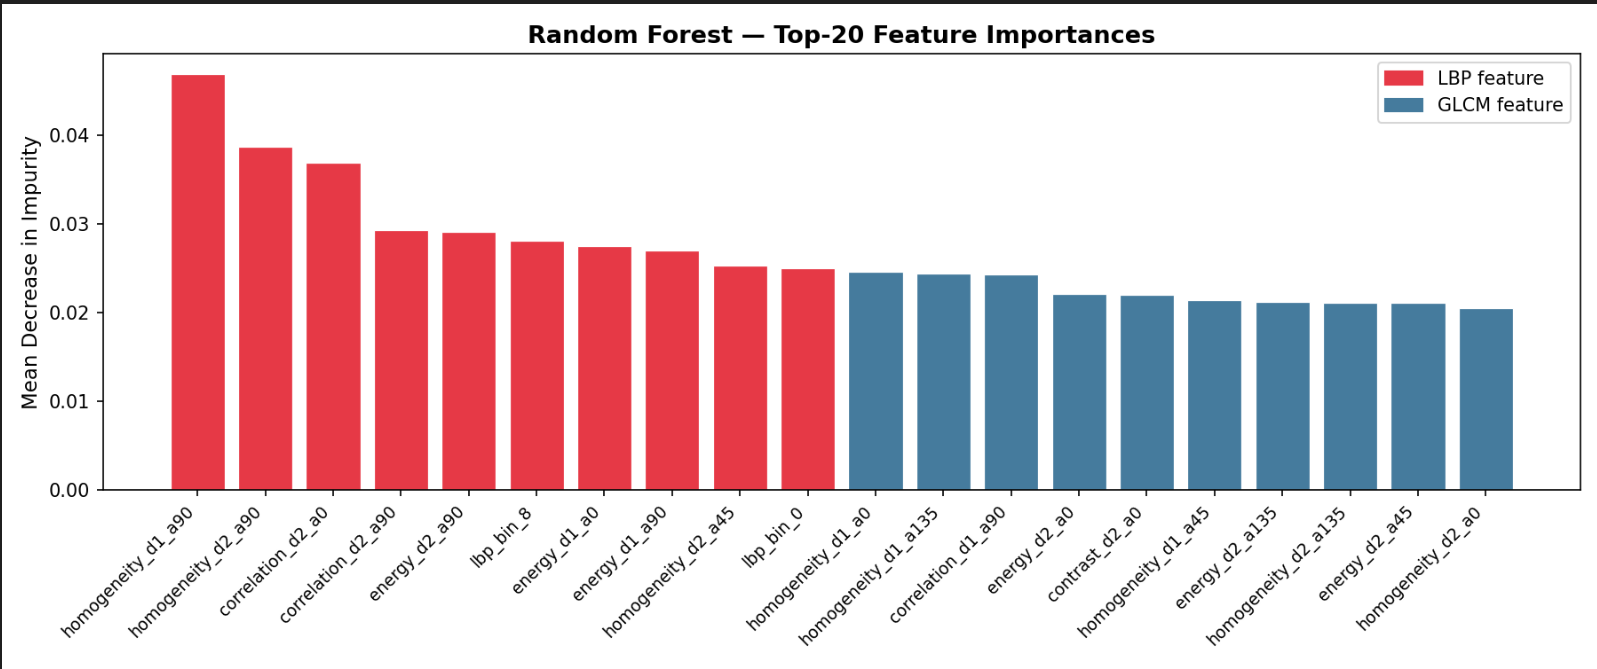 Random Forest — Top-20 Feature Importances
LBP feature
GLCM feature
Mean Decrease in Impurity
0.04
0.03
0.02
0.01
0.00
homogeneity_d1_a90
homogeneity_d2_a90
correlation_d2_a0
correlation_d2_a90
energy_d2_a90
lbp_bin_8
energy_d1_a0
energy_d1_a90
homogeneity_d2_a45
lbp_bin_0
homogeneity_d1_a0
homogeneity_d1_a135
correlation_d1_a90
energy_d2_a0
contrast_d2_a0
homogeneity_d1_a45
energy_d2_a135
homogeneity_d2_a135
energy_d2_a45
homogeneity_d2_a0